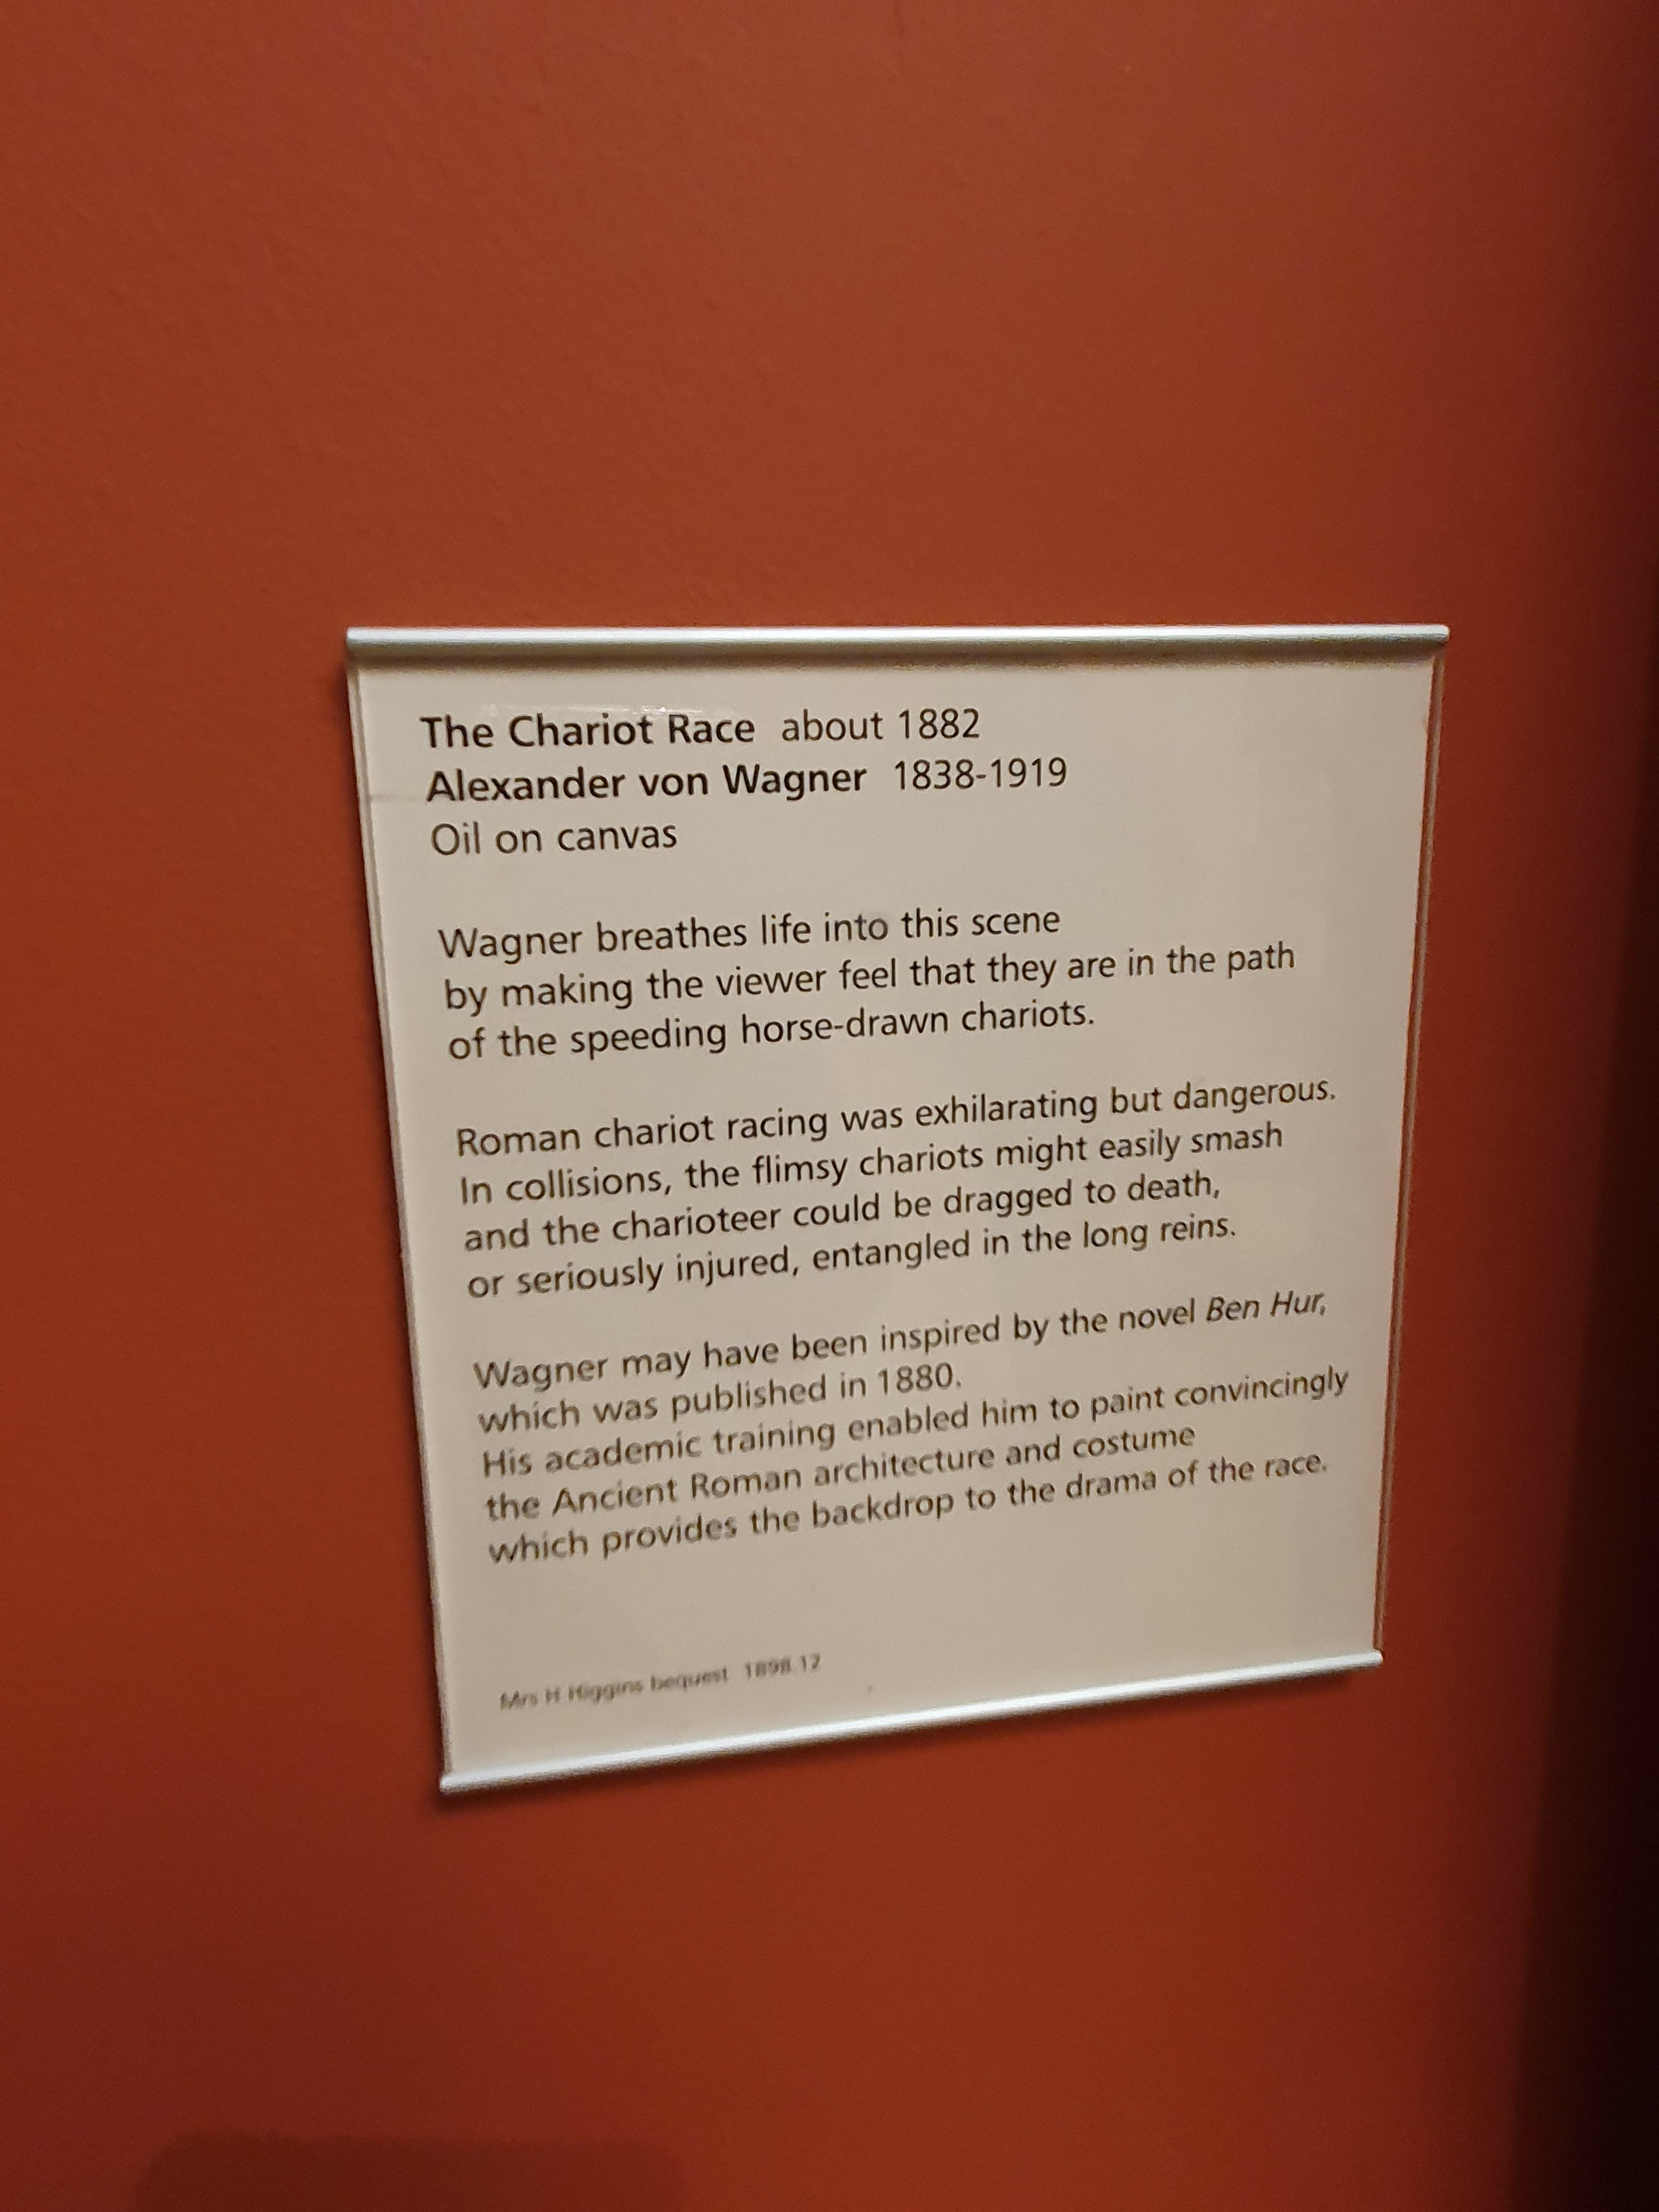 The Chariot Race about 1882
Alexander von Wagner 1838-1919
Oil on canvas
Wagner breathes life into this scene
by making the viewer feel that they are in the path
of the speeding horse-drawn chariots.
Roman chariot racing was exhilarating but dangerous.
In collisions, the flimsy chariots might easily smash
and the charioteer could be dragged to death,
or seriously injured, entangled in the long reins.
Wagner may have been inspired by the novel Ben Hur,
which was published in 1880.
His academic training enabled him to paint convincingly
the Ancient Roman architecture and costume
which provides the backdrop to the drama of the race.
Mrs H Higgins bequest 1898.12